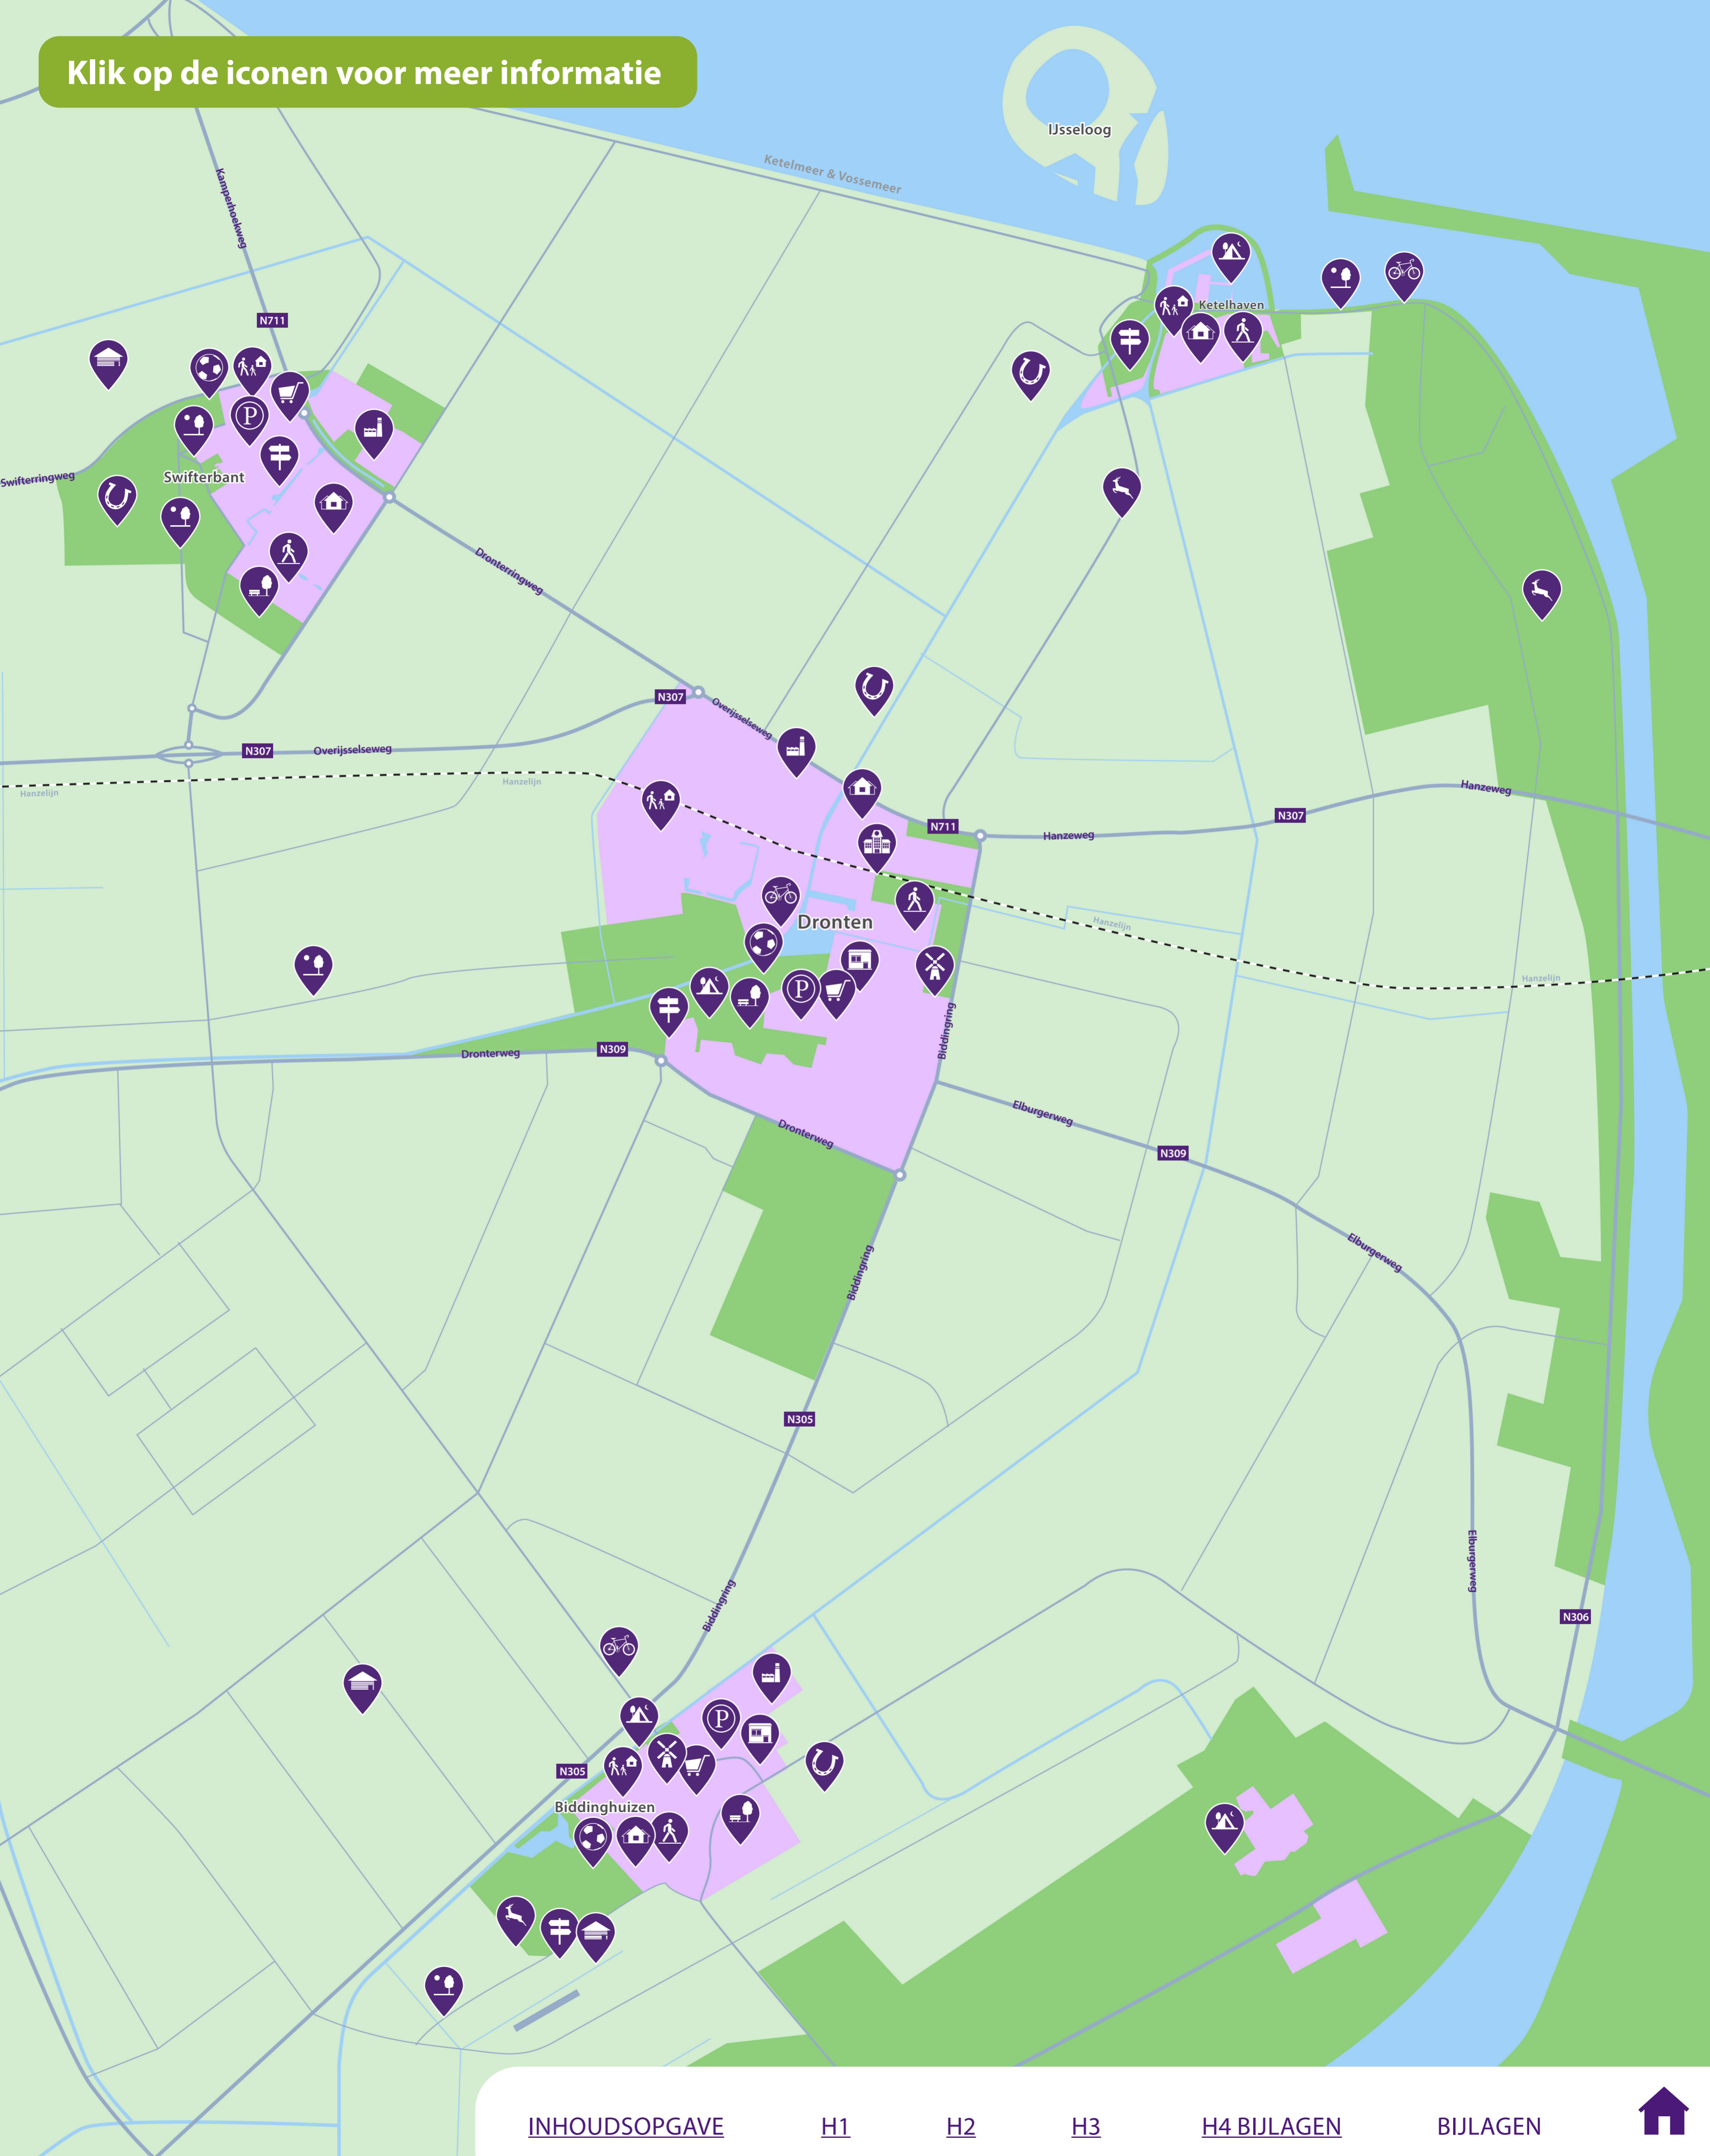 Klik op de iconen voor meer informatie
IJsseloog
Ketelmeer & Vossemeer
Kamperhoekweg
Ketelhaven
N711
Swifterbant
Swifterringweg
P
Dronterringweg
N307
Overijsselseweg
N307
Overijsselseweg
Hanzelijn
Hanzelijn
Hanzeweg
N307
N711
Hanzeweg
Dronten
Hanzelijn
Hanzelijn
P
Biddingring
N309
Dronterweg
Elburgerweg
Dronterweg
N309
Elburgerweg
Biddingring
N305
Elburgerweg
Biddingring
N306
P
N305
Biddinghuizen
INHOUDSOPGAVE
H1
H2
H3
H4 BIJLAGEN
BIJLAGEN